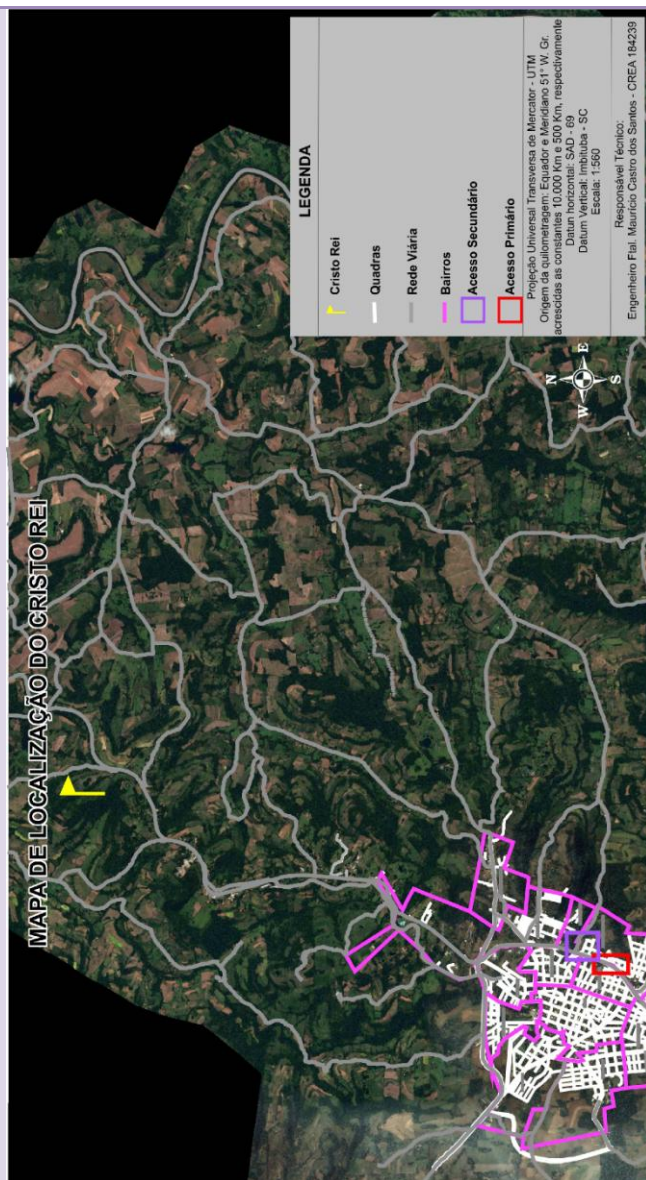 MAPA DE LOCALIZAÇÃO DO CRISTO REI
LEGENDA
Cristo Rei
Quadras
Rede Viária
Bairros
Acesso Secundário
Acesso Primário
Projeção Universal Transversa de Mercator - UTM
Origem da quilometragem: Equador e Meridiano 51° W. Gr.
acrescidas as constantes 10.000 Km e 500 Km, respectivamente
Datun horizontal: SAD - 69
Datum Vertical: Imbituba - SC
Escala: 1:560
Responsável Técnico:
Engenheiro Ftal. Mauricio Castro dos Santos - CREA 184239
N
W
E
S